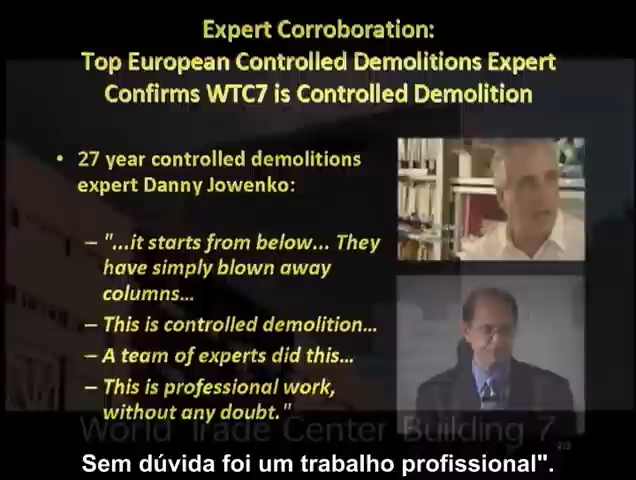 Expert Corroboration:
Top European Controlled Demolitions Expert
Confirms WTC7 is Controlled Demolition
• 27 year controlled demolitions
expert Danny Jowenko:
– "...it starts from below... They
have simply blown away
columns...
– This is controlled demolition...
– A team of experts did this...
– This is professional work,
without any doubt."
World Trade Center Building 7
Sem dúvida foi um trabalho profissional".